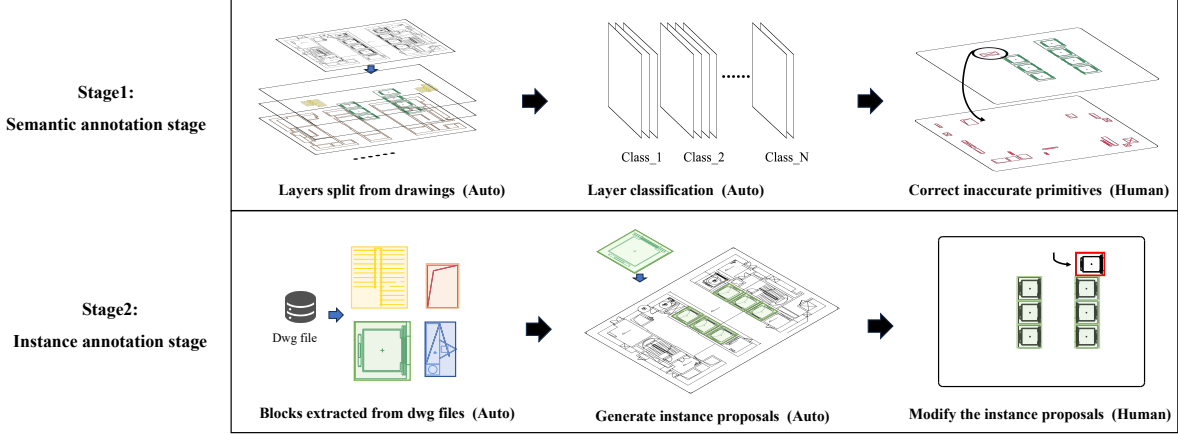 Stage1:
Semantic annotation stage
Class_1
Class_2
Class_N
Layers split from drawings (Auto)
Layer classification (Auto)
Correct inaccurate primitives (Human)
Stage2:
Instance annotation stage
Dwg file
Blocks extracted from dwg files (Auto)
Generate instance proposals (Auto)
Modify the instance proposals (Human)